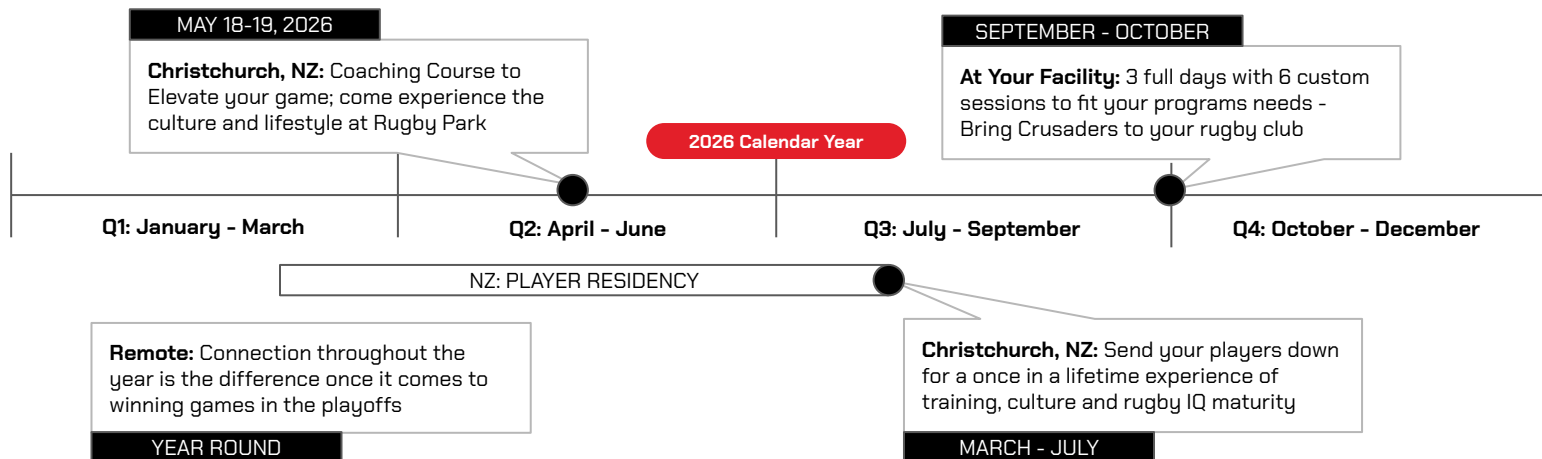 MAY 18-19, 2026
Christchurch, NZ: Coaching Course to
Elevate your game; come experience the
culture and lifestyle at Rugby Park
SEPTEMBER - OCTOBER
At Your Facility: 3 full days with 6 custom
sessions to fit your programs needs -
Bring Crusaders to your rugby club
2026 Calendar Year
Q1: January - March
Q2: April - June
Q3: July - September
Q4: October - December
NZ: PLAYER RESIDENCY
Remote: Connection throughout the
year is the difference once it comes to
winning games in the playoffs
YEAR ROUND
Christchurch, NZ: Send your players down
for a once in a lifetime experience of
training, culture and rugby IQ maturity
MARCH - JULY